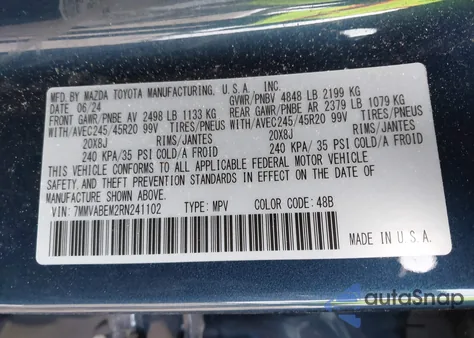 MFD.BY MAZDA TOYOTA MANUFACTURING, U.S.A., INC.
DATE 06/24 GVWR/PNBV 4848 LB 2199 KG
FRONT GAWR/PNBE AV 2498 LB 1133 KG REAR GAWR/PNBE AR 2379 LB 1079 KG
WITH/AVEC245/45R20 99V TIRES/PNEUS WITH/AVEC245/45R20 99V TIRES/PNEUS
20X8J RIMS/JANTES 20X8J RIMS/JANTES
240 KPA/35 PSI COLD/A FROID 240 KPA/35 PSI COLD/A FROID
THIS VEHICLE CONFORMS TO ALL APPLICABLE FEDERAL MOTOR VEHICLE
SAFETY, AND THEFT PREVENTION STANDARDS IN EFFECT ON THE DATE OF
MANUFACTURE SHOWN ABOVE.
VIN: 7MMVABEM2RN241102 TYPE: MPV COLOR CODE: 48B
MADE IN U.S.A.
autoSnap